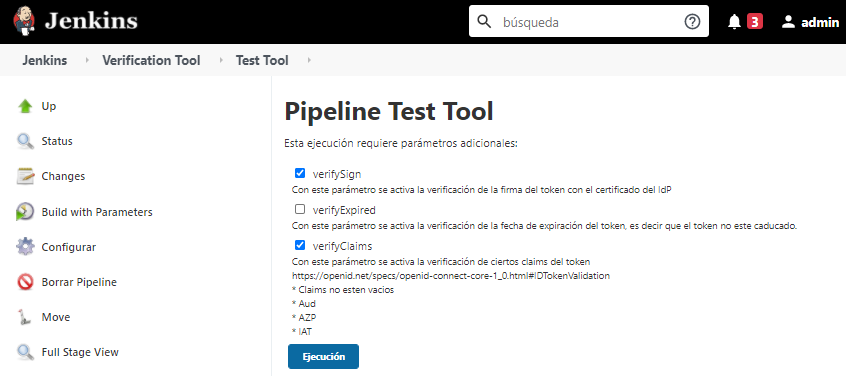 Jenkins
búsqueda
3
admin
Jenkins
Verification Tool
Test Tool
Up
Status
Changes
Build with Parameters
Configurar
Borrar Pipeline
Move
Full Stage View
Pipeline Test Tool
Esta ejecución requiere parámetros adicionales:
verifySign
Con este parámetro se activa la verificación de la firma del token con el certificado del IdP
verifyExpired
Con este parámetro se activa la verificación de la fecha de expiración del token, es decir que el token no este caducado.
verifyClaims
Con este parámetro se activa la verificación de ciertos claims del token
https://openid.net/specs/openid-connect-core-1_0.html#IDTokenValidation
* Claims no esten vacios
* Aud
* AZP
* IAT
Ejecución